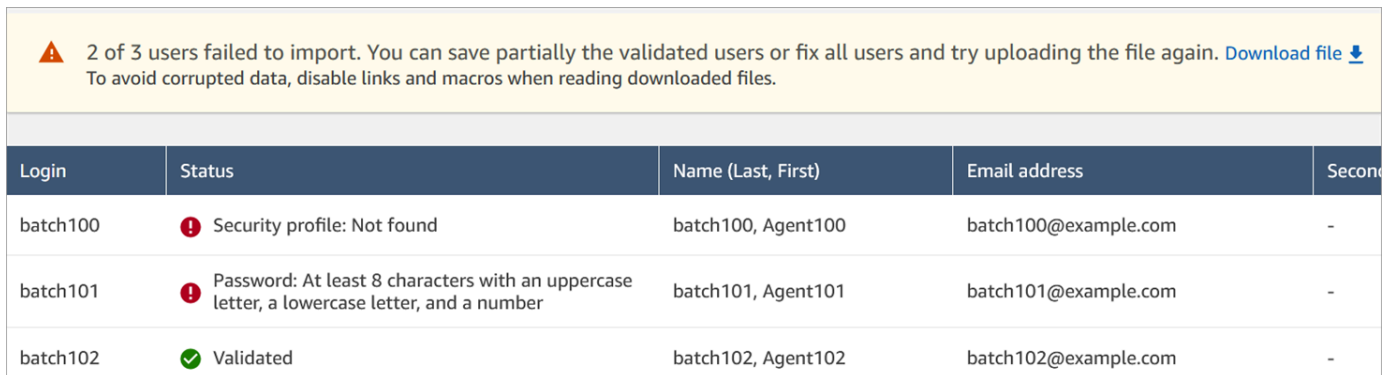 2 of 3 users failed to import. You can save partially the validated users or fix all users and try uploading the file again. Download file
To avoid corrupted data, disable links and macros when reading downloaded files.
Login Status Name (Last, First) Email address
batch100 Security profile: Not found batch100, Agent100 batch100@example.com -
Password: At least 8 characters with an uppercase
batch101 letter, a lowercase letter, and a number batch101, Agent101 batch101@example.com -
batch102 Validated batch102, Agent102 batch102@example.com -